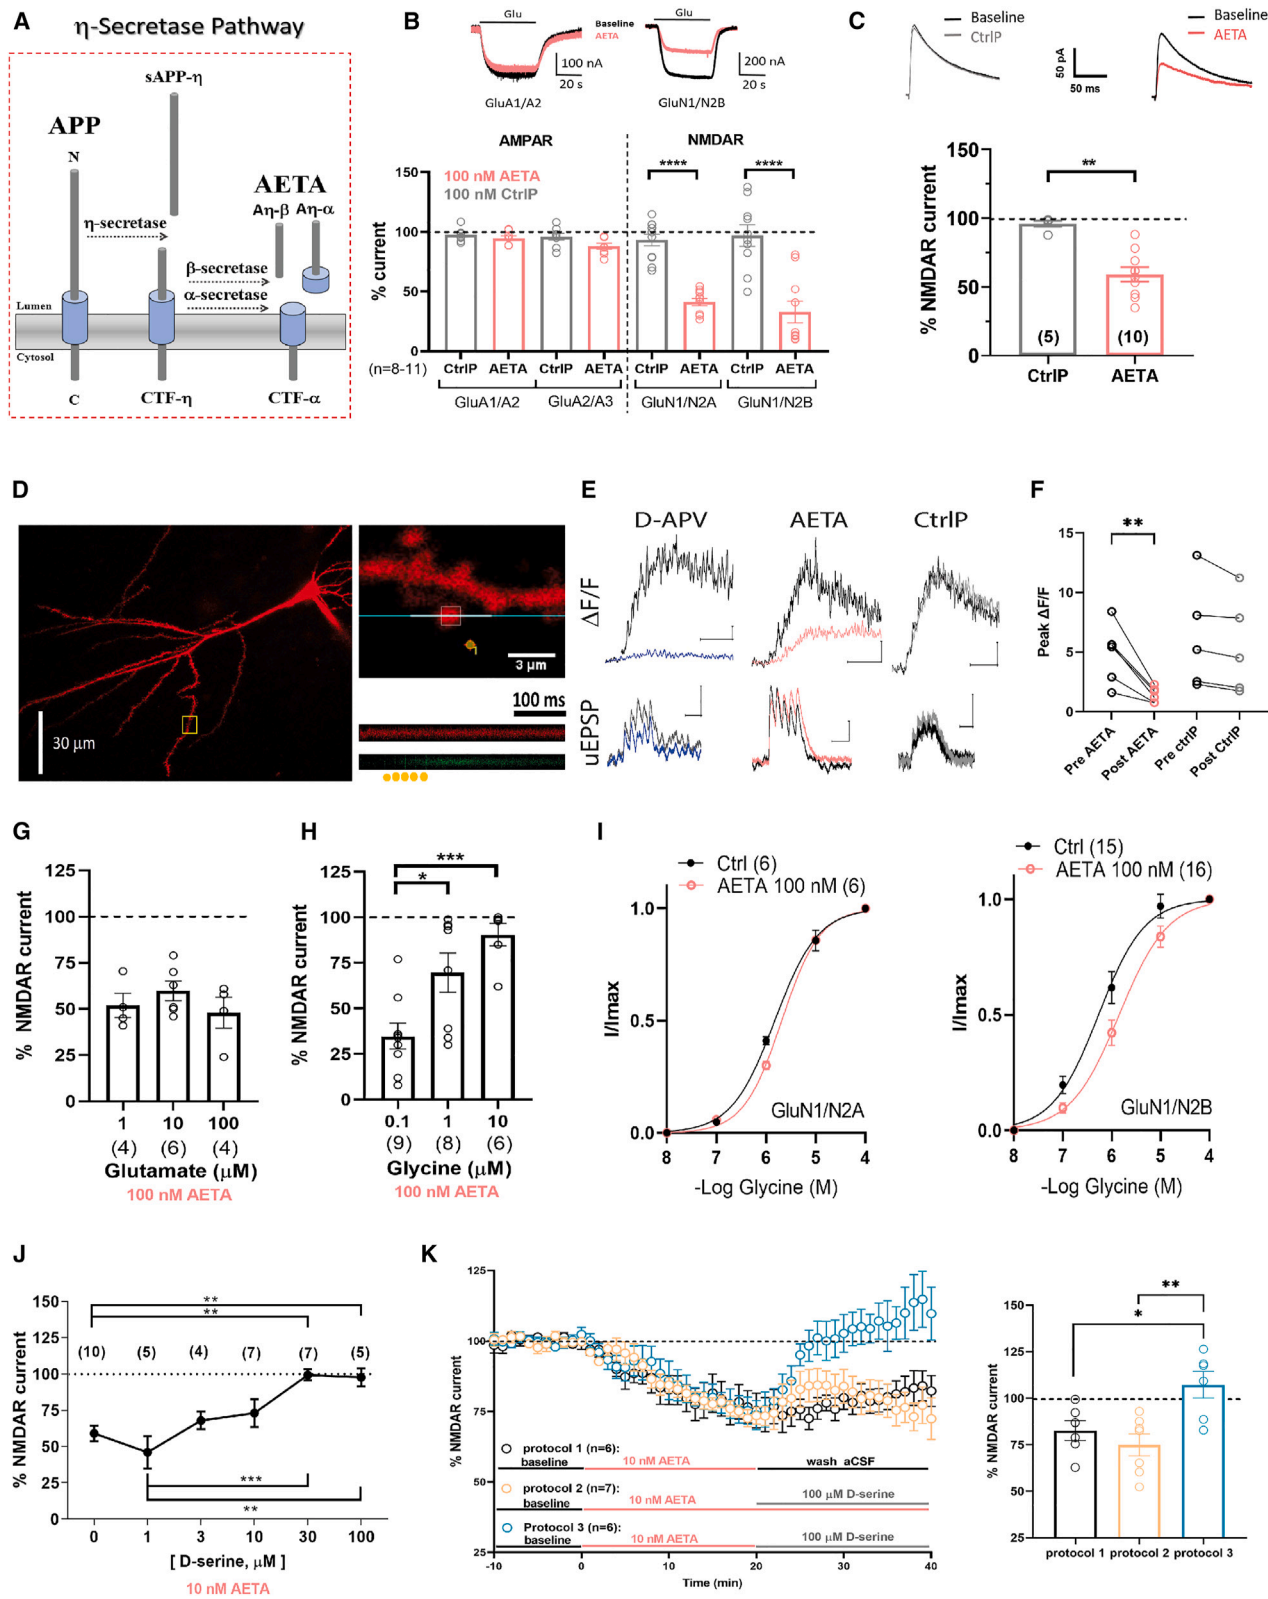 A
η-Secretase Pathway
sAPP-η
APP
N
AETA
Aη-β Aη-α
η-secretase
β-secretase
α-secretase
Lumen
Cytosol
C
CTF-η
CTF-α
B
Glu
Glu
Baseline
AETA
100 nA
20 s
200 nA
20 s
GluA1/A2
GluN1/N2B
AMPAR
NMDAR
100 nM AETA
100 nM CtrlP
****
****
% current
150
100
50
0
(n=8-11)
CtrlP AETA CtrlP AETA CtrlP AETA CtrlP AETA
GluA1/A2 GluA2/A3 GluN1/N2A GluN1/N2B
C
Baseline
CtrlP
50 pA
50 ms
Baseline
AETA
**
% NMDAR current
150
100
50
0
(5) (10)
CtrlP AETA
D
30 μm
3 μm
1
100 ms
E
D-APV AETA CtrlP
ΔF/F
uEPSP
F
**
Peak ΔF/F
15
10
5
0
Pre AETA
Post AETA
Pre ctrlP
Post CtrlP
G
% NMDAR current
125
100
75
50
25
0
1 10 100
(4) (6) (4)
Glutamate (μM)
100 nM AETA
H
***
*
% NMDAR current
125
100
75
50
25
0
0.1 1 10
(9) (8) (6)
Glycine (μM)
100 nM AETA
I
Ctrl (6)
AETA 100 nM (6)
I/Imax
1.0
0.5
0.0
8 7 6 5 4
GluN1/N2A
-Log Glycine (M)
Ctrl (15)
AETA 100 nM (16)
I/Imax
1.0
0.5
0.0
8 7 6 5 4
GluN1/N2B
-Log Glycine (M)
J
% NMDAR current
150
125
100
75
50
25
0
**
**
(10) (5) (4) (7) (7) (5)
***
**
0 1 3 10 30 100
[ D-serine, μM ]
10 nM AETA
K
% NMDAR current
125
100
75
50
25
protocol 1 (n=6):
baseline
10 nM AETA
wash aCSF
protocol 2 (n=7):
baseline
10 nM AETA
100 μM D-serine
Protocol 3 (n=6):
baseline
10 nM AETA
100 μM D-serine
-10 0 10 20 30 40
Time (min)
**
*
% NMDAR current
150
125
100
75
50
25
protocol 1 protocol 2 protocol 3